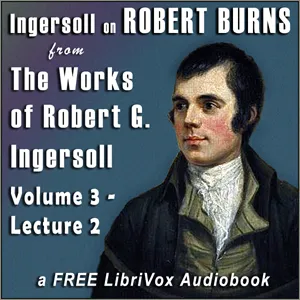 Ingersoll on ROBERT BURNS
from
The Works
of Robert G.
Ingersoll
Volume 3 -
Lecture 2
a FREE LibriVox Audiobook